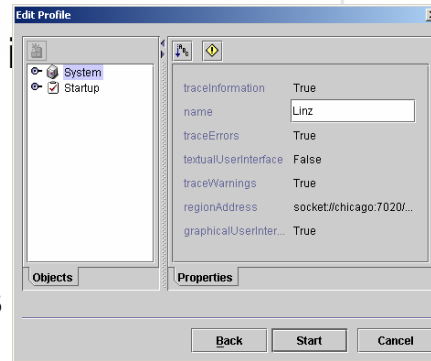 Edit Profile
System
Startup
traceInformation True
name Linz
traceErrors True
textualUserInterface False
traceWarnings True
regionAddress socket://chicago:7020/...
graphicalUserInter... True
Objects
Properties
Back Start Cancel